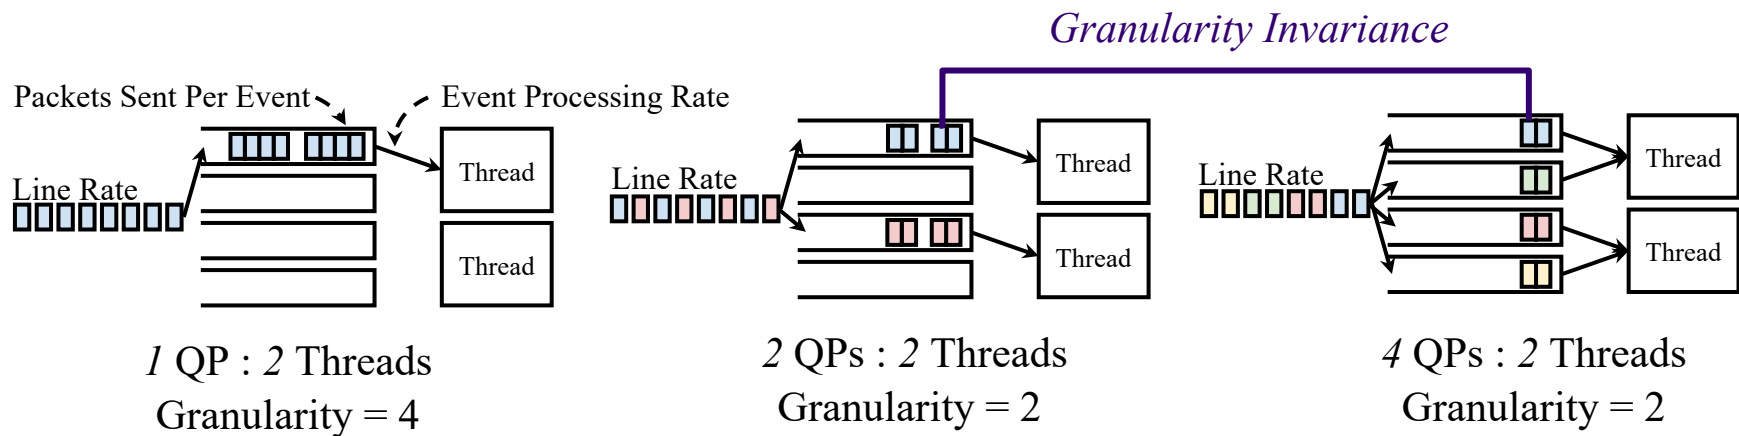 Granularity Invariance
Packets Sent Per Event
Event Processing Rate
Line Rate
Thread
Thread
1 QP : 2 Threads
Granularity = 4
Line Rate
Thread
Thread
2 QPs : 2 Threads
Granularity = 2
Line Rate
Thread
Thread
4 QPs : 2 Threads
Granularity = 2